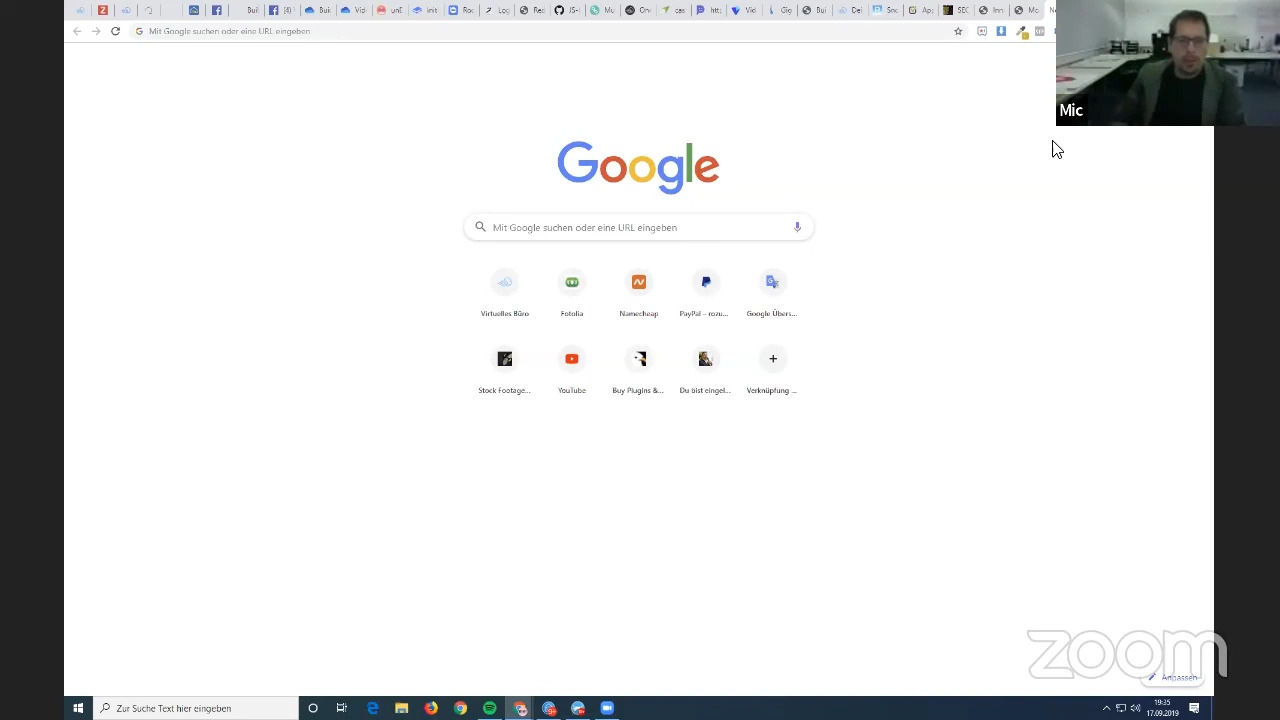 Mit Google suchen oder eine URL eingeben
Mic
Google
Mit Google suchen oder eine URL eingeben
Virtuelles Büro
Fotolia
Namecheap
PayPal – rozu...
Google Übers...
Stock Footage...
YouTube
Buy Plugins &...
Du bist eingel...
Verknüpfung ...
zoom
Anpassen
Zur Suche Text hier eingeben
19:35
17.09.2019